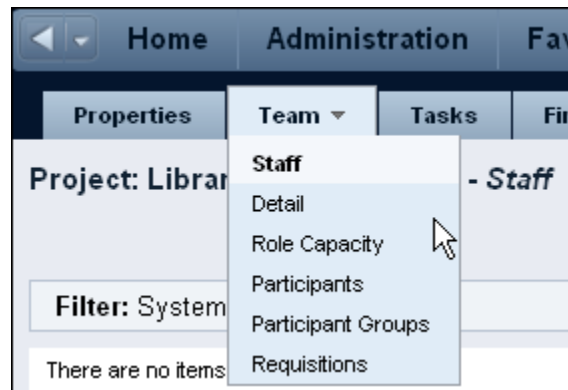 Home Administration
Properties Team Tasks
Project: - Staff
Staff
Detail
Role Capacity
Participants
Participant Groups
Requisitions
Filter: System
There are no items